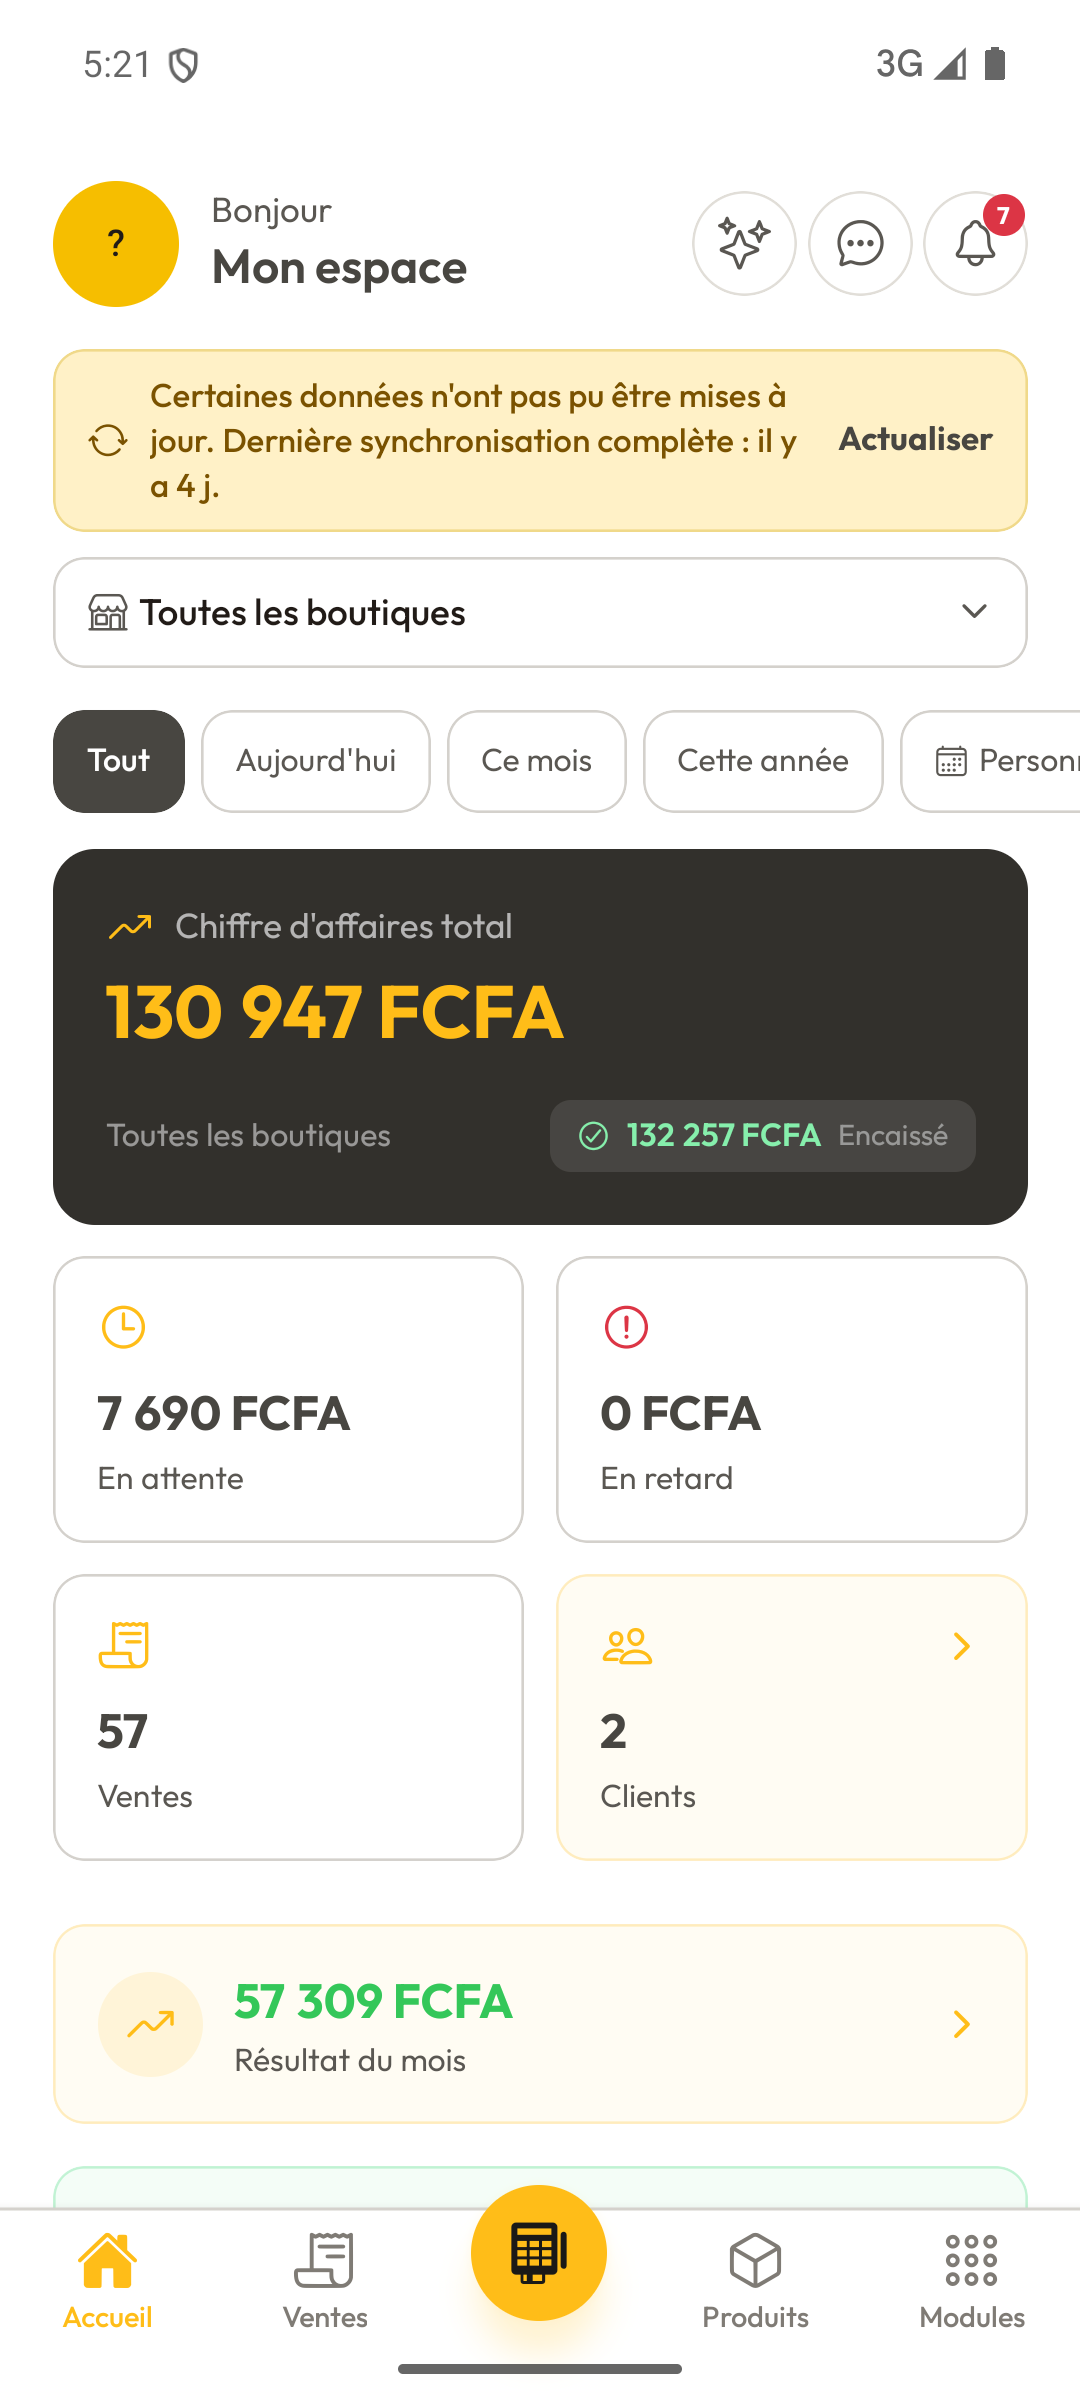 5:21
3G
?
Bonjour
Mon espace
7
Certaines données n'ont pas pu être mises à
jour. Dernière synchronisation complète : il y
a 4 j.
Actualiser
Toutes les boutiques
Tout
Aujourd'hui
Ce mois
Cette année
Personn
Chiffre d'affaires total
130 947 FCFA
Toutes les boutiques
132 257 FCFA Encaissé
7 690 FCFA
En attente
0 FCFA
En retard
57
Ventes
2
Clients
57 309 FCFA
Résultat du mois
Accueil
Ventes
Produits
Modules